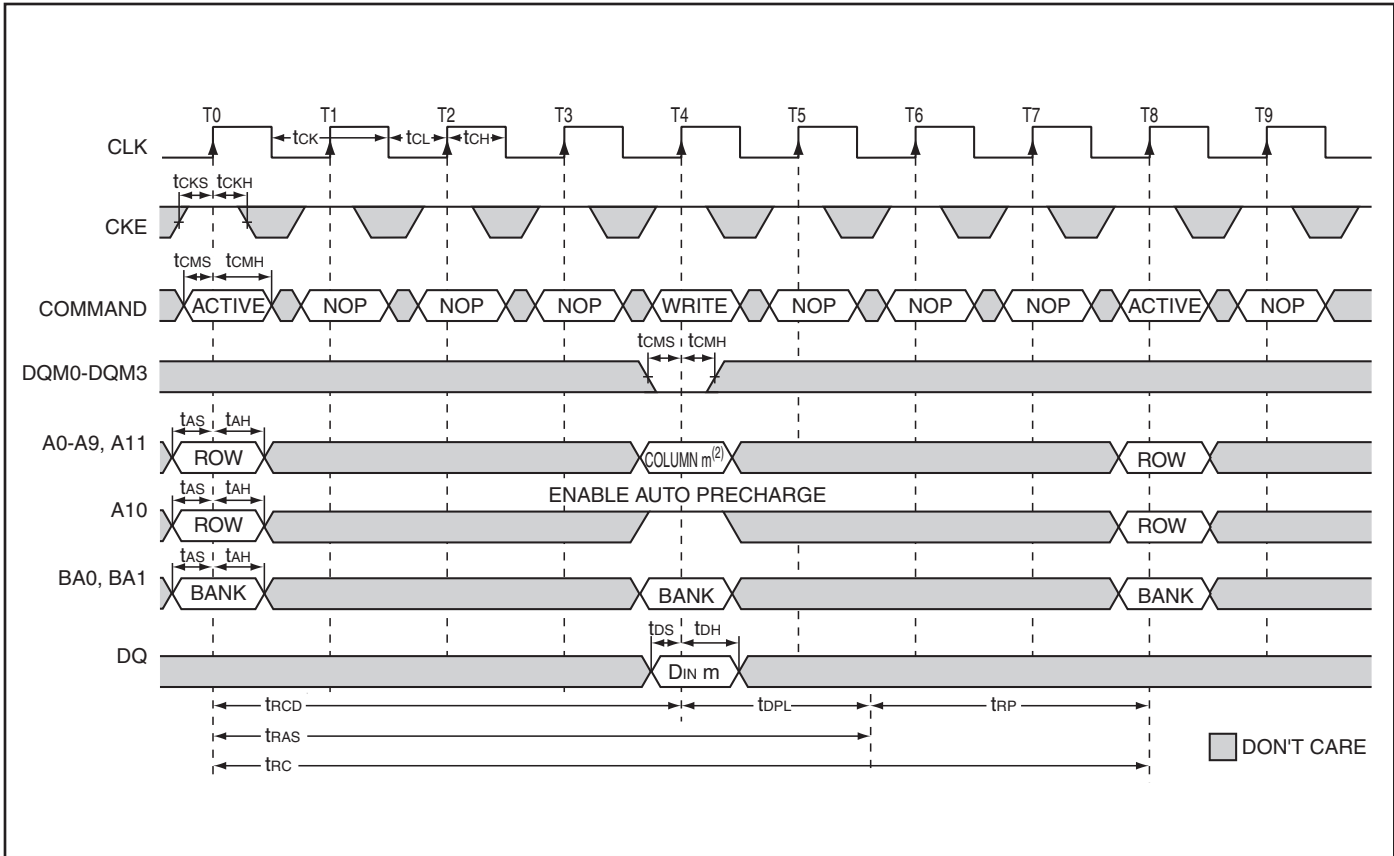 T0 T1 T2 T3 T4 T5 T6 T7 T8 T9
CLK tCK tCL tCH
tCKS tCKH
CKE
tCMS tCMH
COMMAND ACTIVE NOP NOP NOP WRITE NOP NOP NOP ACTIVE NOP
tCMS tCMH
DQM0-DQM3
tAS tAH
A0-A9, A11 ROW COLUMN m(2) ROW
tAS tAH ENABLE AUTO PRECHARGE
A10 ROW ROW
tAS tAH
BA0, BA1 BANK BANK BANK
tDS tDH
DQ DIN m
tRCD tDPL tRP
tRAS
tRC
DON'T CARE